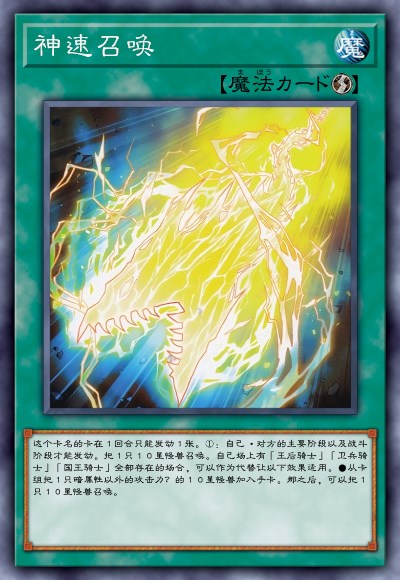 神速召唤
魔
【魔法カード】
まほう
这个卡名的卡在1回合只能发动1张。①：自己·对方的主要阶段以及战斗
阶段才能发动。把1只10星怪兽召唤。自己场上有「王后骑士」「卫兵骑
士」「国王骑士」全部存在的场合，可以作为代替让以下效果适用。●从卡
组把1只暗属性以外的攻击力？的10星怪兽加入手卡。那之后，可以把1
只10星怪兽召唤。